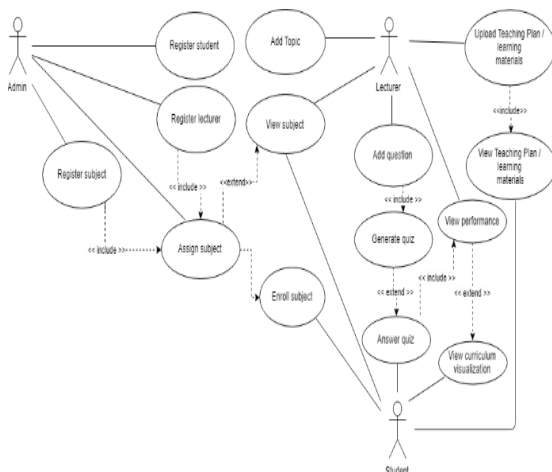 Upload Teaching Plan /
learning
materials
Register student
Add Topic
Admin
Lecturer
<<include>>
Register lecturer
View subject
Add question
View Teaching Plan /
learning
materials
Register subject
<< include >>
<<extend>>
<< include >>
View performance
<< include >>
Assign subject
Generate quiz
<< include >>
<< extend >>
<< extend >>
Enroll subject
Answer quiz
View curriculum
visualization
Student